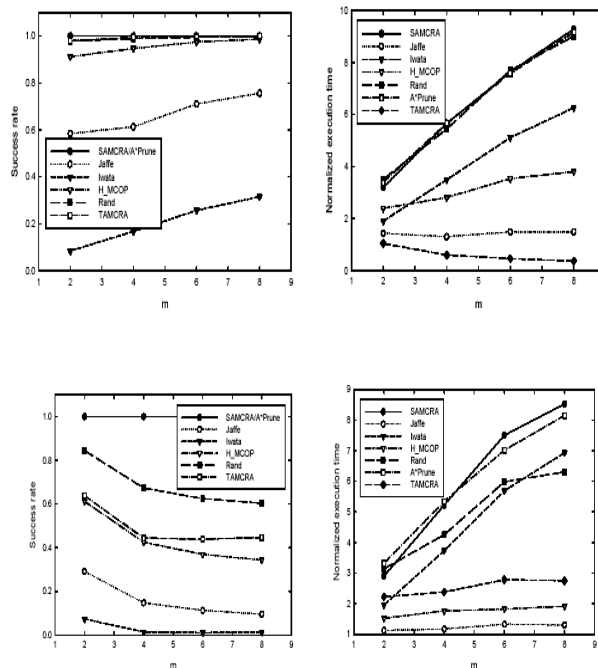 Success rate
1.0
0.8
0.6
0.4
0.2
0.0
SAMCRA/A*Prune
Jaffe
Iwata
H_MCOP
Rand
TAMCRA
1 2 3 4 5 6 7 8 9
m
Normalized execution time
10
8
6
4
2
0
SAMCRA
Jaffe
Iwata
H_MCOP
Rand
A*Prune
TAMCRA
1 2 3 4 5 6 7 8
m
Success rate
1.0
0.8
0.6
0.4
0.2
0.0
SAMCRA/A*Prune
Jaffe
Iwata
H_MCOP
Rand
TAMCRA
1 2 3 4 5 6 7 8 9
m
Normalized execution time
9
8
7
6
5
4
3
2
1
SAMCRA
Jaffe
Iwata
H_MCOP
Rand
A*Prune
TAMCRA
1 2 3 4 5 6 7 8 9
m